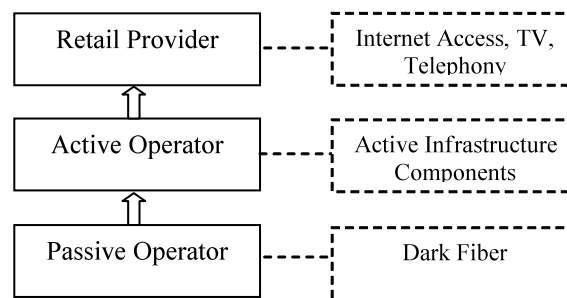 Retail Provider
Internet Access, TV,
Telephony
Active Operator
Active Infrastructure
Components
Passive Operator
Dark Fiber